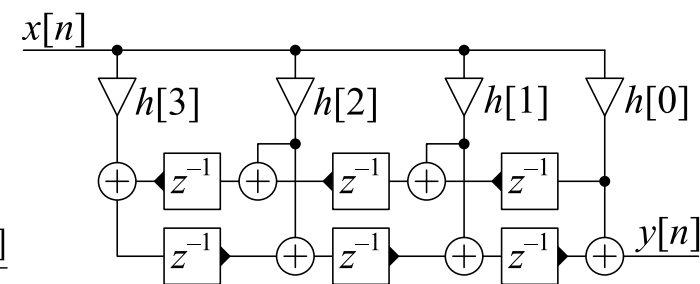 x[n]
h[3] h[2] h[1] h[0]
z⁻¹ z⁻¹ z⁻¹
z⁻¹ z⁻¹ z⁻¹ y[n]
]